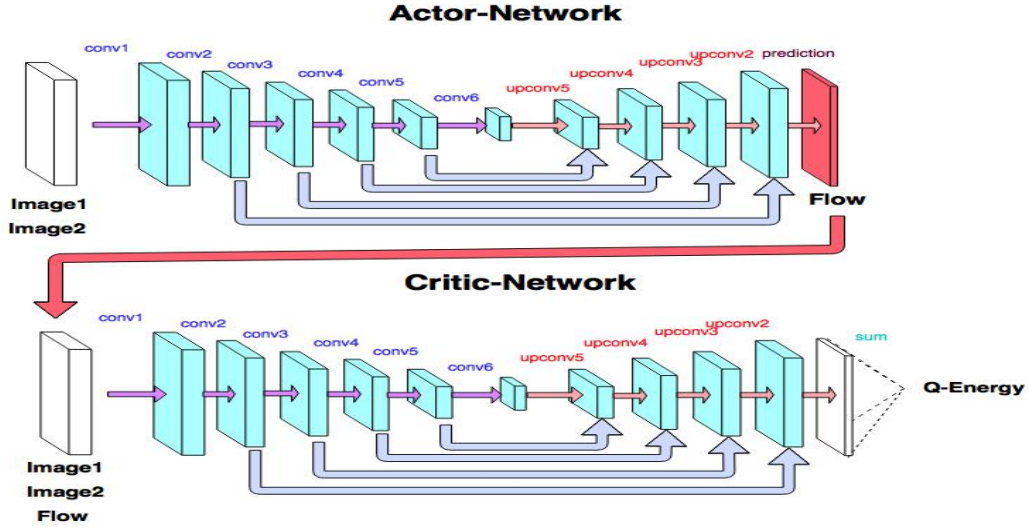 Actor-Network
conv1
conv2
conv3
conv4
conv5
conv6
upconv5
upconv4
upconv3
upconv2
prediction
Image1
Image2
Flow
Critic-Network
conv1
conv2
conv3
conv4
conv5
conv6
upconv5
upconv4
upconv3
upconv2
sum
Q-Energy
Image1
Image2
Flow